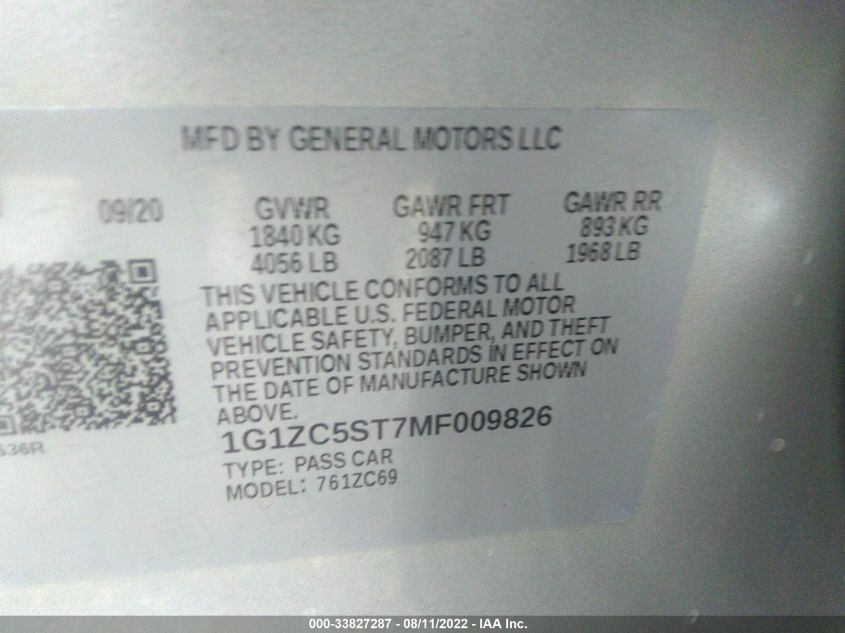 MFD BY GENERAL MOTORS LLC
09/20 GVWR GAWR FRT GAWR RR
1840 KG 947 KG 893 KG
4056 LB 2087 LB 1968 LB
THIS VEHICLE CONFORMS TO ALL
APPLICABLE U.S. FEDERAL MOTOR
VEHICLE SAFETY, BUMPER, AND THEFT
PREVENTION STANDARDS IN EFFECT ON
THE DATE OF MANUFACTURE SHOWN
ABOVE.
1G1ZC5ST7MF009826
TYPE: PASS CAR
MODEL: 761ZC69
000-33827287 - 08/11/2022 - IAA Inc.